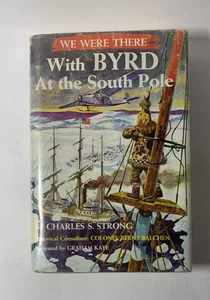 WE WERE THERE
With BYRD
At the South Pole
CHARLES S. STRONG
Historical Consultant: COLONEL BERNT BALCHEN
Illustrated by GRAHAM KAYE